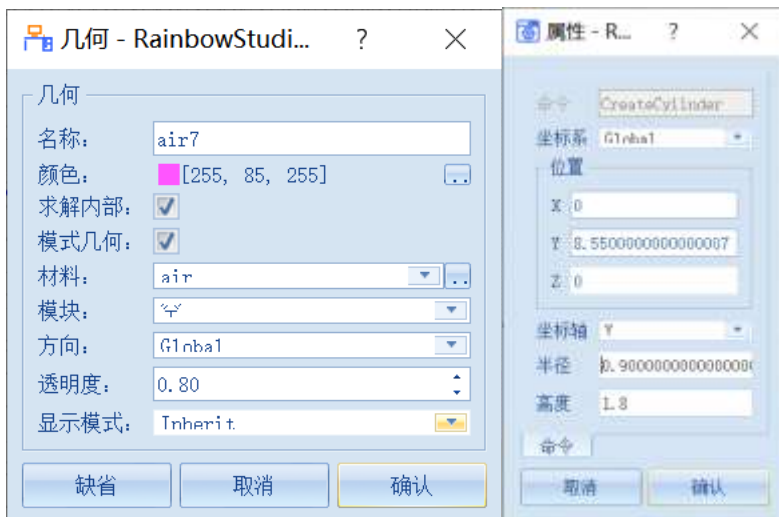 几何 - RainbowStudi... ?
几何
名称: air7
颜色: [255, 85, 255] ..
求解内部:
模式几何:
材料: air ..
模块: 空
方向: Global
透明度: 0.80
显示模式: Inherit
缺省 取消 确认
属性 - R... ?
命令 CreateCylinder
坐标系 Global
位置
X 0
Y 8.5500000000000007
Z 0
坐标轴 Y
半径
高度 1.8
命令
取消 确认